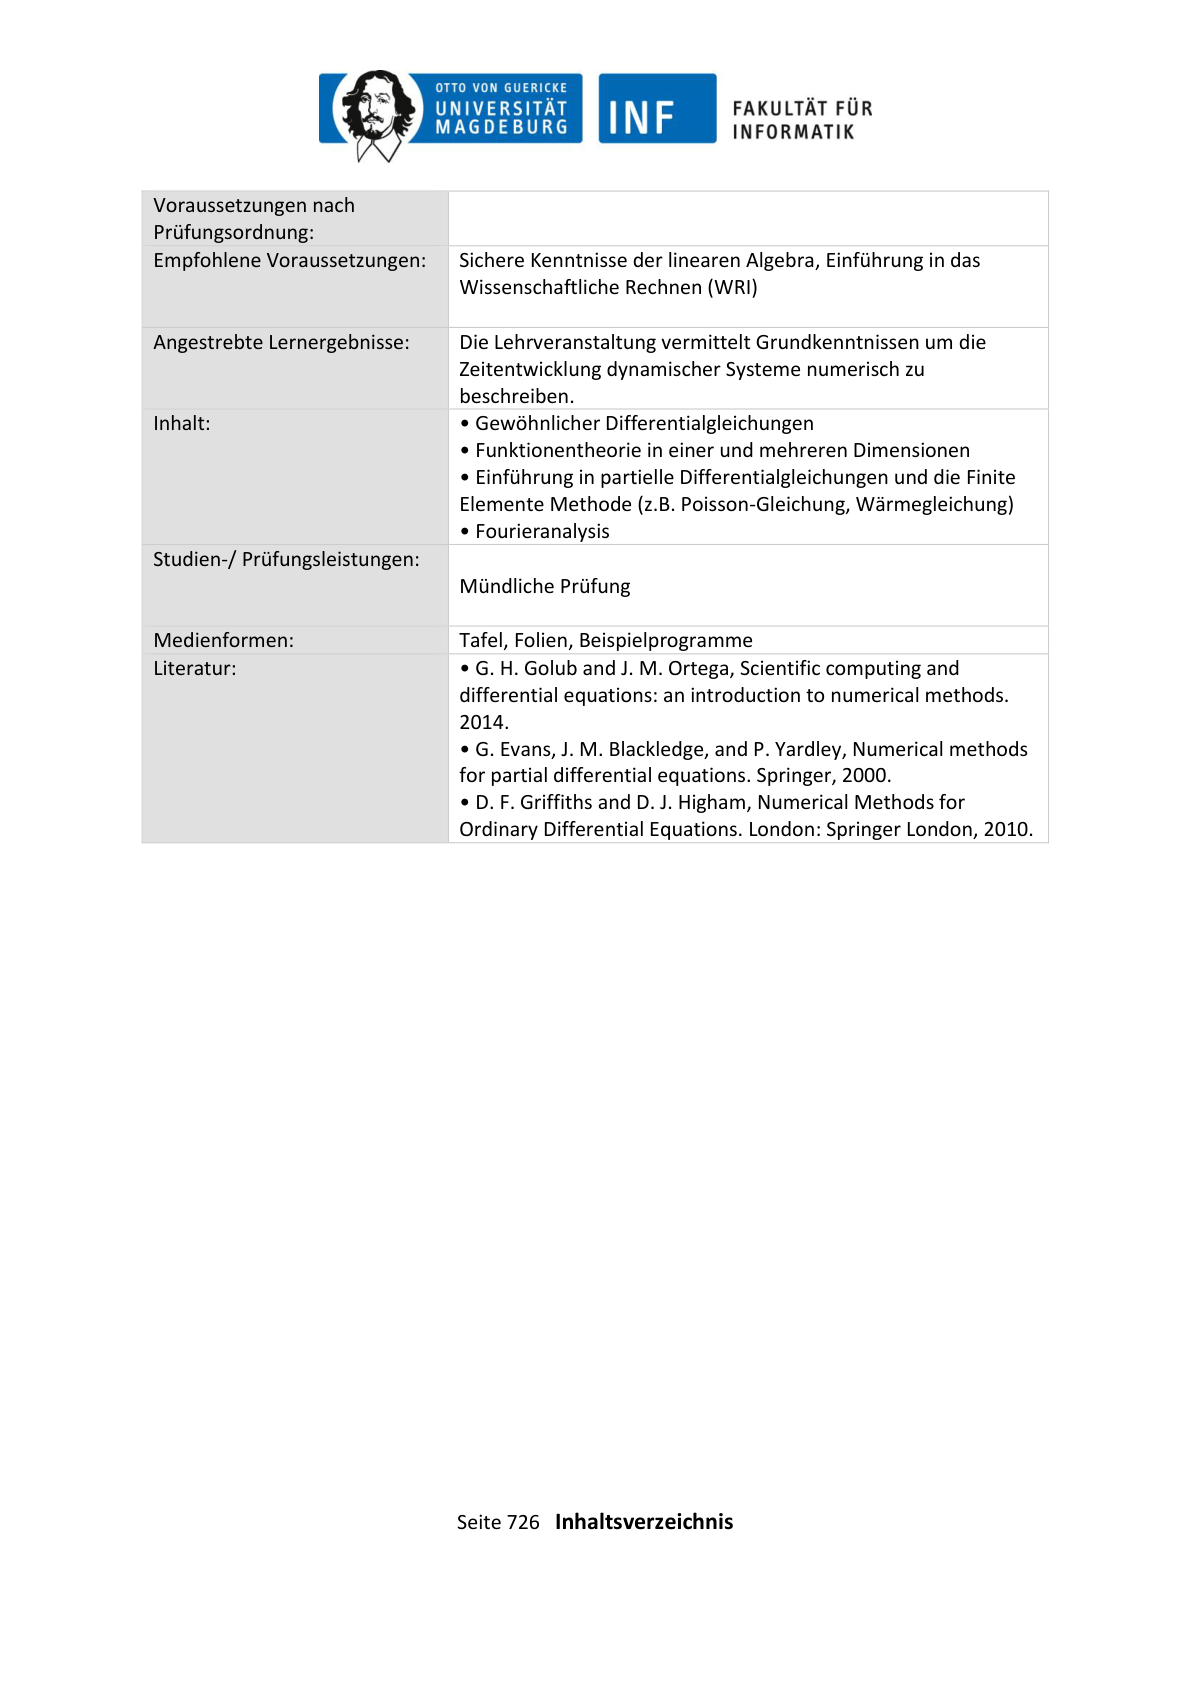 OTTO VON GUERICKE
UNIVERSITÄT
MAGDEBURG
INF
FAKULTÄT FÜR
INFORMATIK
Voraussetzungen nach
Prüfungsordnung:
Empfohlene Voraussetzungen:
Sichere Kenntnisse der linearen Algebra, Einführung in das
Wissenschaftliche Rechnen (WRI)
Angestrebte Lernergebnisse:
Die Lehrveranstaltung vermittelt Grundkenntnissen um die
Zeitentwicklung dynamischer Systeme numerisch zu
beschreiben.
Inhalt:
• Gewöhnlicher Differentialgleichungen
• Funktionentheorie in einer und mehreren Dimensionen
• Einführung in partielle Differentialgleichungen und die Finite
Elemente Methode (z.B. Poisson-Gleichung, Wärmegleichung)
• Fourieranalysis
Studien-/ Prüfungsleistungen:
Mündliche Prüfung
Medienformen:
Tafel, Folien, Beispielprogramme
Literatur:
• G. H. Golub and J. M. Ortega, Scientific computing and
differential equations: an introduction to numerical methods.
2014.
• G. Evans, J. M. Blackledge, and P. Yardley, Numerical methods
for partial differential equations. Springer, 2000.
• D. F. Griffiths and D. J. Higham, Numerical Methods for
Ordinary Differential Equations. London: Springer London, 2010.
Seite 726 Inhaltsverzeichnis